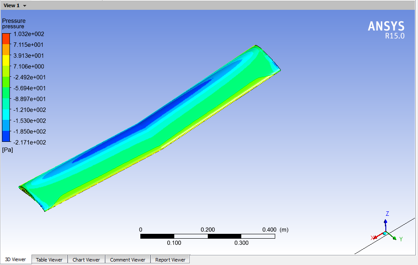 View 1
Pressure
pressure
ANSYS
R15.0
1.032e+002
7.115e+001
3.913e+001
7.106e+000
-2.492e+001
-5.694e+001
-8.897e+001
-1.210e+002
-1.530e+002
-1.850e+002
-2.171e+002
[Pa]
0 0.200 0.400 (m)
0.100 0.300
Z
X Y
3D Viewer Table Viewer Chart Viewer Comment Viewer Report Viewer